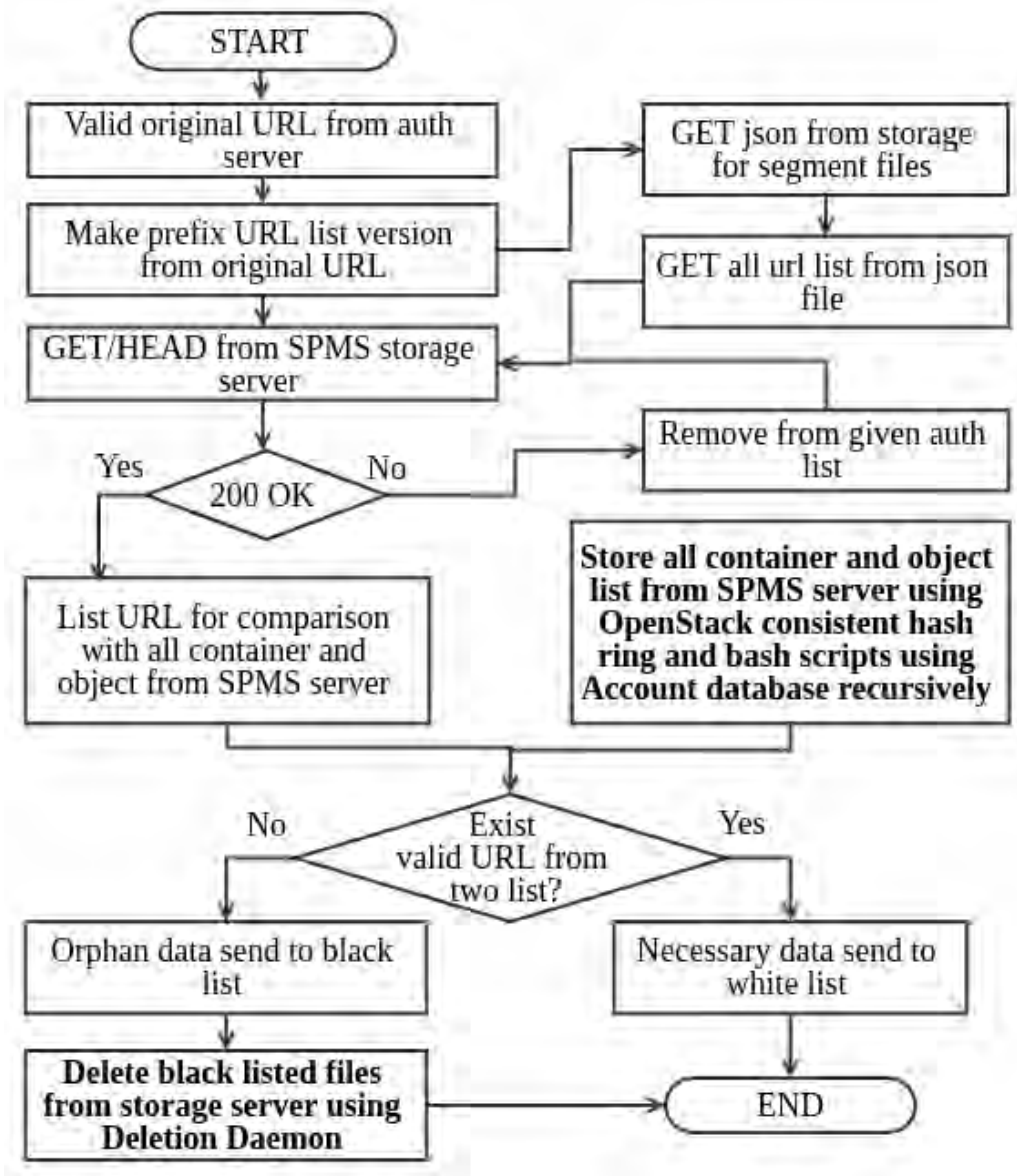 START
Valid original URL from auth
server
GET json from storage
for segment files
Make prefix URL list version
from original URL
GET all url list from json
file
GET/HEAD from SPMS storage
server
Remove from given auth
list
Yes
No
200 OK
List URL for comparison
with all container and
object from SPMS server
Store all container and object
list from SPMS server using
OpenStack consistent hash
ring and bash scripts using
Account database recursively
No
Yes
Exist
valid URL from
two list?
Orphan data send to black
list
Necessary data send to
white list
Delete black listed files
from storage server using
Deletion Daemon
END